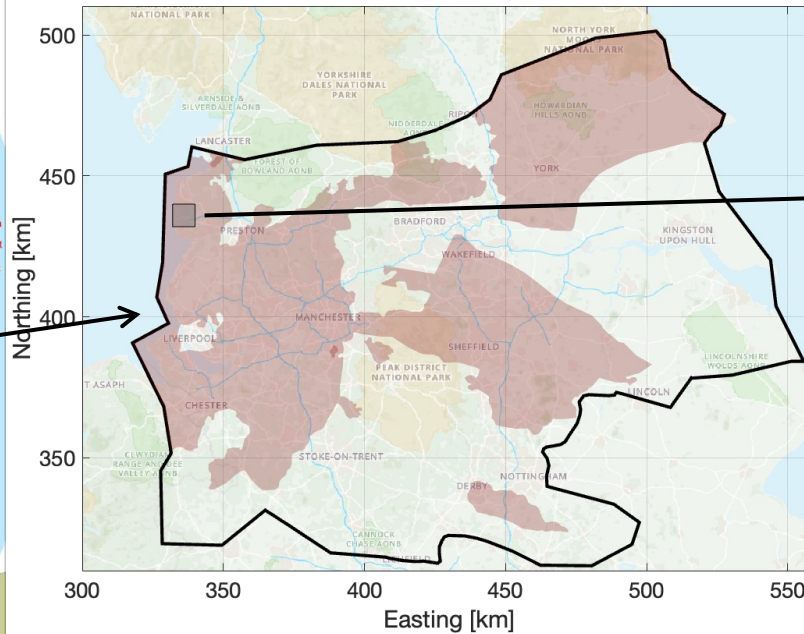 NATIONAL PARK
NORTH YORK
MOORS
NATIONAL PARK
500
YORKSHIRE
DALES NATIONAL
PARK
ARNSIDE &
SILVERDALE AONB
HOWARDIAN
HILLS AONB
NIDDERDALE
LANCASTER
FOREST OF
BOWLAND AONB
450
YORK
PRESTON
BRADFORD
KINGSTON
UPON HULL
WAKEFIELD
Northing [km]
400
MANCHESTER
LIVERPOOL
SHEFFIELD
LINCOLNSHIRE
WOLDS AONB
PEAK DISTRICT
NATIONAL PARK
T ASAPH
LINCOLN
CHESTER
350
STOKE-ON-TRENT
CLWYDIAN
RANGE AND DEE
VALLEY AONB
NOTTINGHAM
DERBY
CANNOCK
CHASE AONB
300
350
400
450
500
550
Easting [km]